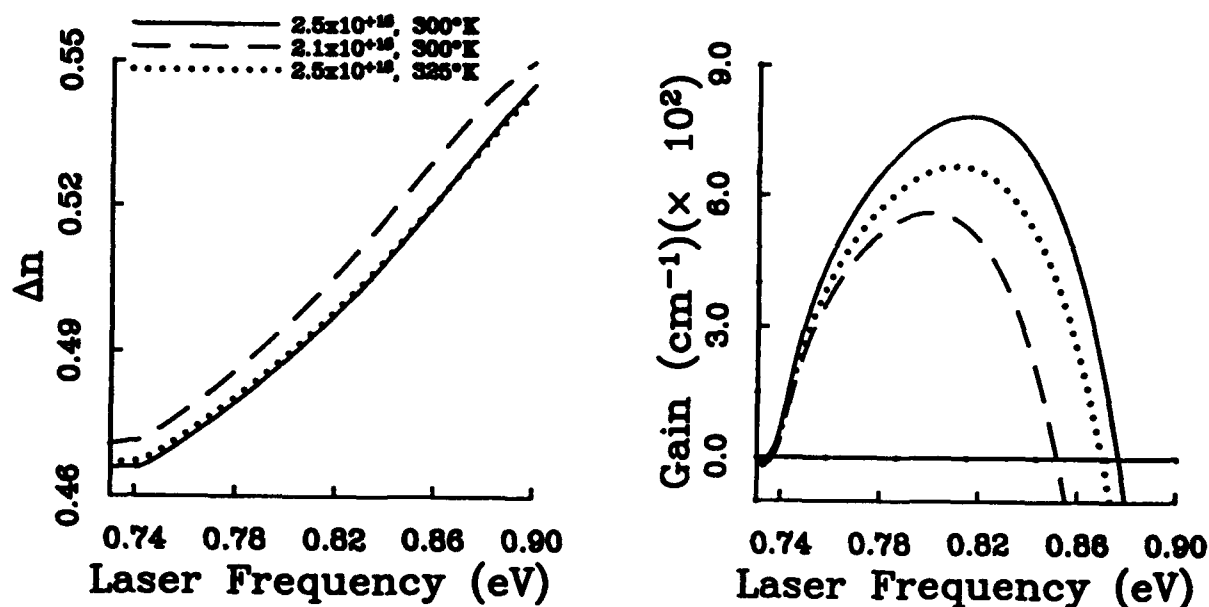 2.5x10⁺¹⁸, 300°K
2.1x10⁺¹⁸, 300°K
2.5x10⁺¹⁸, 325°K
0.55
0.52
0.49
0.46
Δn
0.74 0.78 0.82 0.86 0.90
Laser Frequency (eV)
9.0
6.0
3.0
0.0
Gain (cm⁻¹)(× 10²)
0.74 0.78 0.82 0.86 0.90
Laser Frequency (eV)